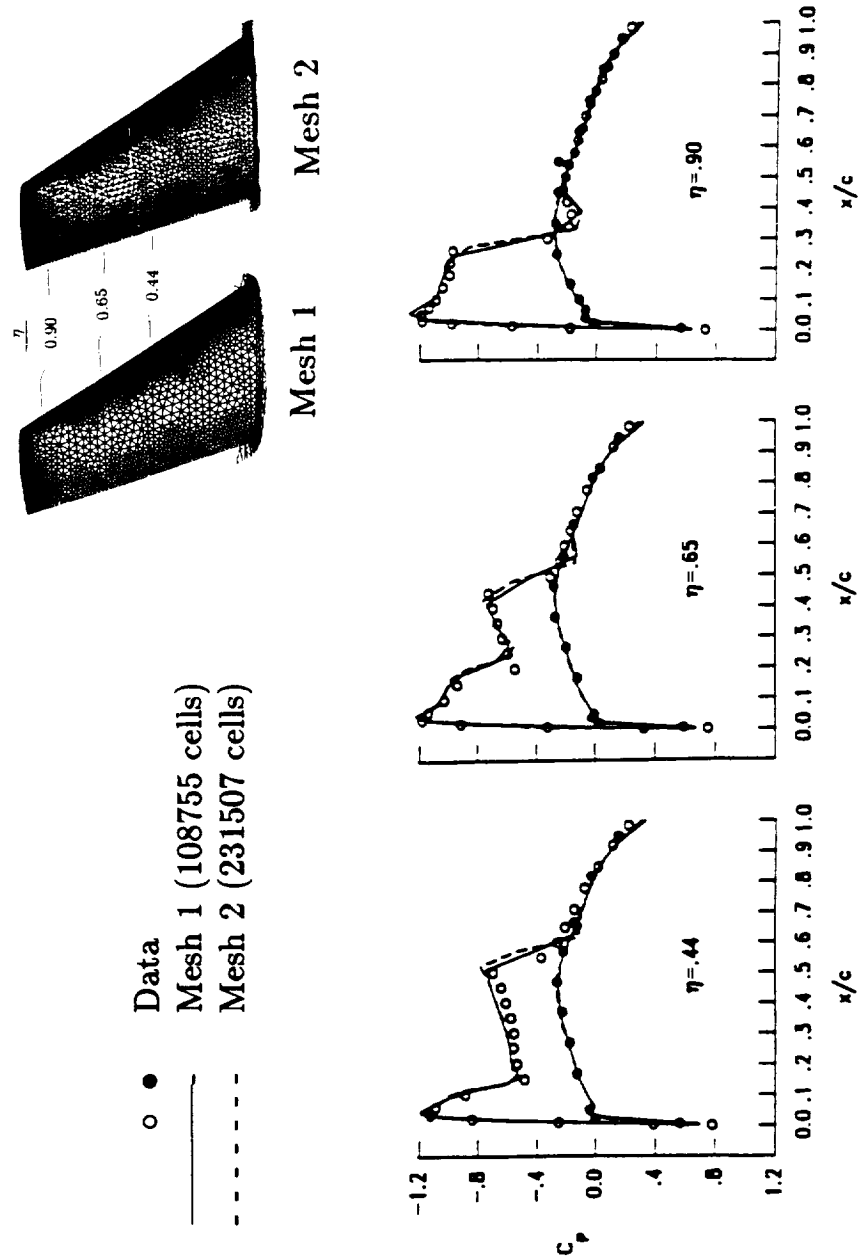 Data
Mesh 1 (108755 cells)
Mesh 2 (231507 cells)
η
0.90
0.65
0.44
Mesh 1
Mesh 2
-1.2
-.8
-.4
0.0
.4
.8
1.2
C p
η=.44
0.0 .1 .2 .3 .4 .5 .6 .7 .8 .9 1.0
x/c
η=.65
0.0 .1 .2 .3 .4 .5 .6 .7 .8 .9 1.0
x/c
η=.90
0.0 .1 .2 .3 .4 .5 .6 .7 .8 .9 1.0
x/c